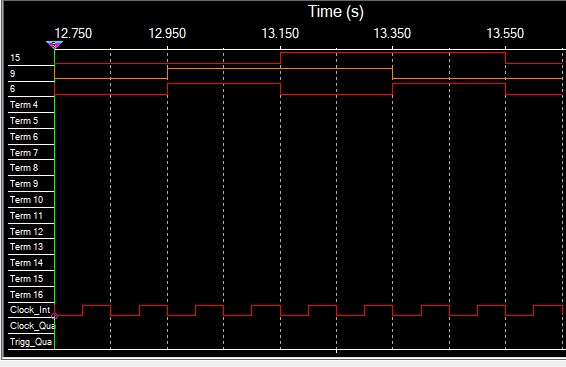 Time (s)
12.750 12.950 13.150 13.350 13.550
15
9
6
Term 4
Term 5
Term 6
Term 7
Term 8
Term 9
Term 10
Term 11
Term 12
Term 13
Term 14
Term 15
Term 16
Clock_Int
Clock_Qua
Trigg_Qua